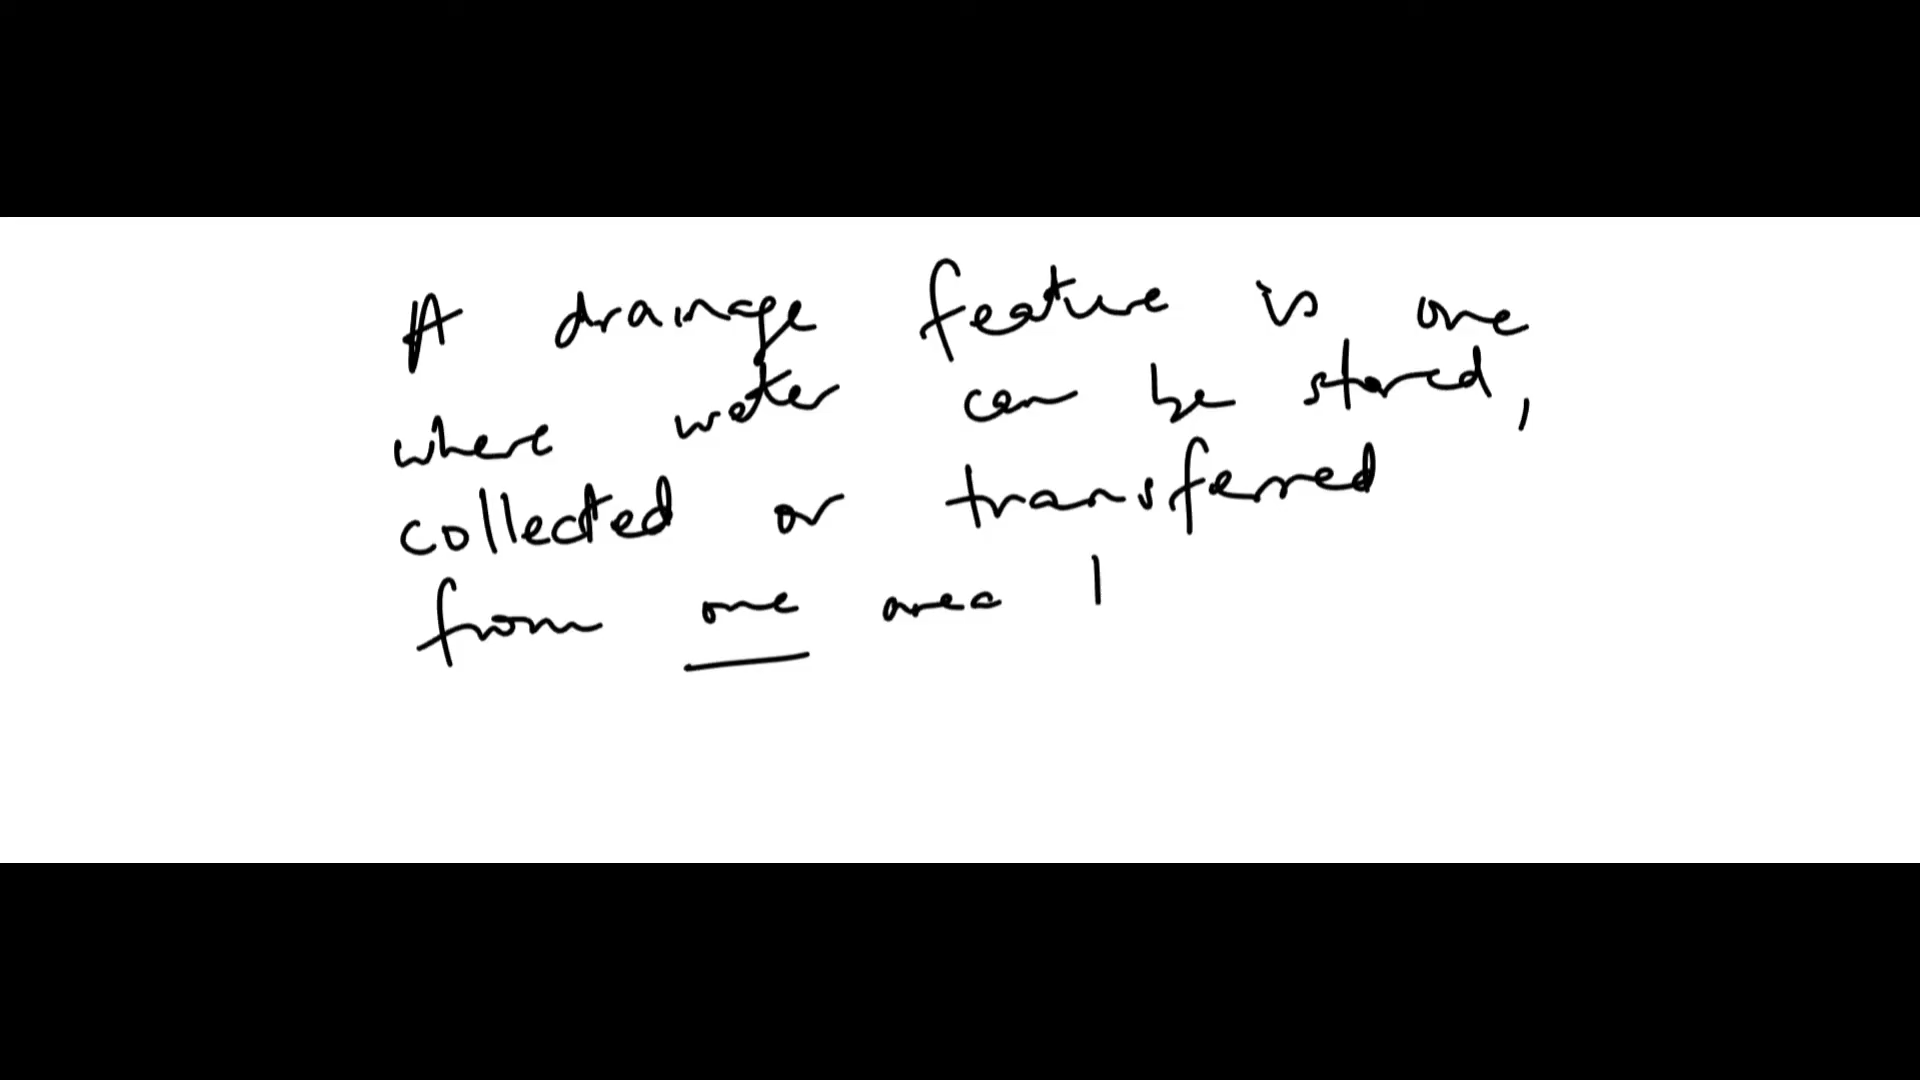 A drainage feature is one
where water can be stored,
collected or transferred
from one area